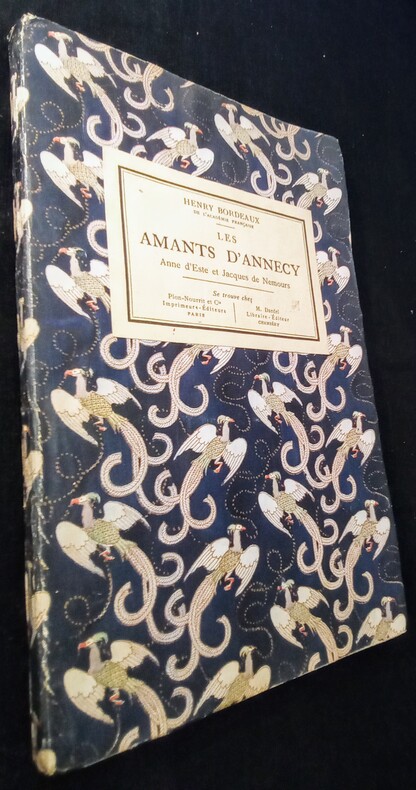 HENRY BORDEAUX
DE L'ACADÉMIE FRANÇAISE
LES
AMANTS D'ANNECY
Anne d'Este et Jacques de Nemours
Se trouve chez
Plon-Nourrit et Cie
Imprimeurs-Éditeurs
PARIS
M. Dardel
Libraire-Éditeur
CHAMBÉRY